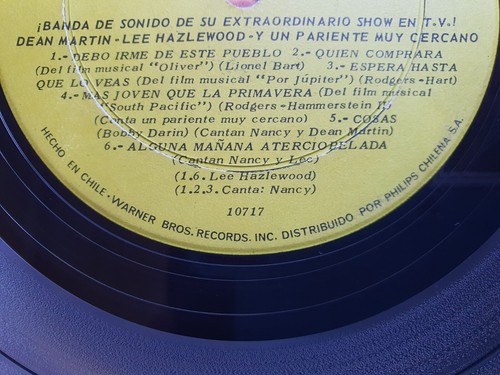 ¡BANDA DE SONIDO DE SU EXTRAORDINARIO SHOW EN T.V.!
DEAN MARTIN - LEE HAZLEWOOD - Y UN PARIENTE MUY CERCANO
1.- DEBO IRME DE ESTE PUEBLO 2.- QUIEN COMPRARA
(Del film musical "Oliver") (Lionel Bart) 3.- ESPERA HASTA
QUE LO VEAS (Del film musical "Por Júpiter") (Rodgers-Hart)
4.- MAS JOVEN QUE LA PRIMAVERA (Del film
musical "South Pacific") (Rodgers-Hammerstein II)
(Canta un pariente muy cercano) 5.- COSAS
(Bobby Darin) (Cantan Nancy y Dean Martin)
6.- ALGUNA MAÑANA ATERCIOPELADA
(Cantan Nancy y Lee)
(1.6. Lee Hazlewood)
(1.2.3. Canta: Nancy)
10717
HECHO EN CHILE - WARNER BROS. RECORDS. INC. DISTRIBUIDO POR PHILIPS CHILENA S.A.